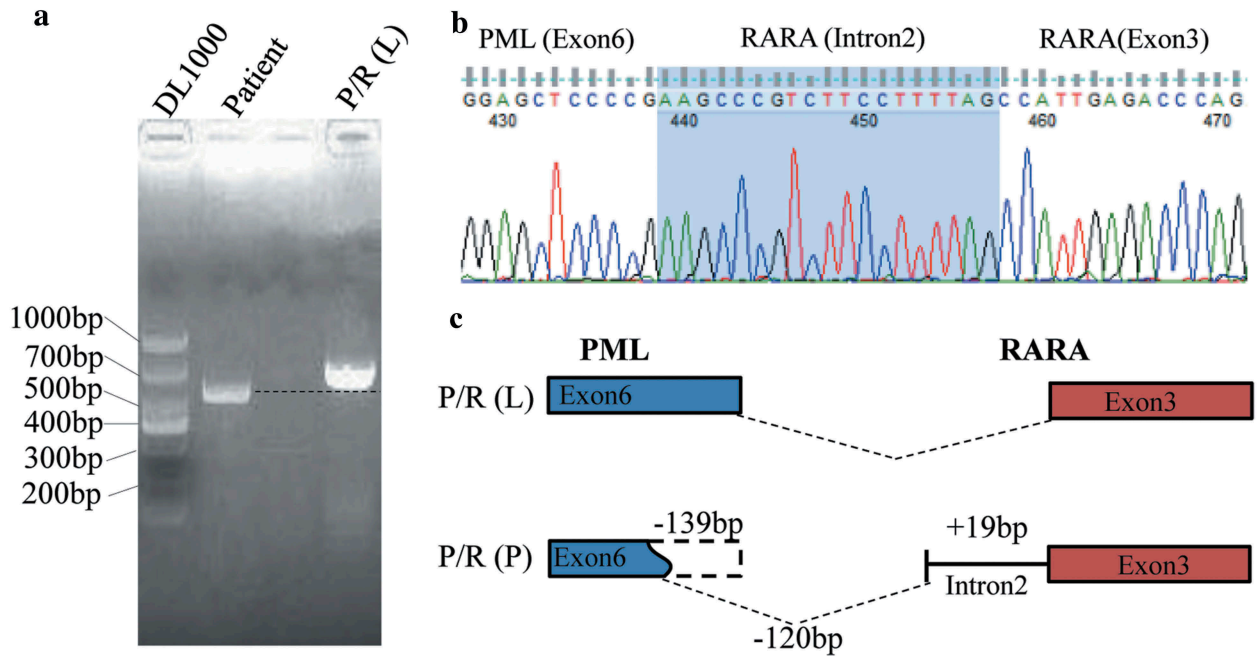 a
DL1000
Patient
P/R (L)
1000bp
700bp
500bp
400bp
300bp
200bp
b
PML (Exon6) RARA (Intron2) RARA(Exon3)
GGAGCTCCCCGAAGCCCGTCTTCCTTTTAGCCATTGAGACCCAG
430 440 450 460 470
c
PML RARA
P/R (L) Exon6 Exon3
-139bp +19bp
P/R (P) Exon6 Intron2 Exon3
-120bp